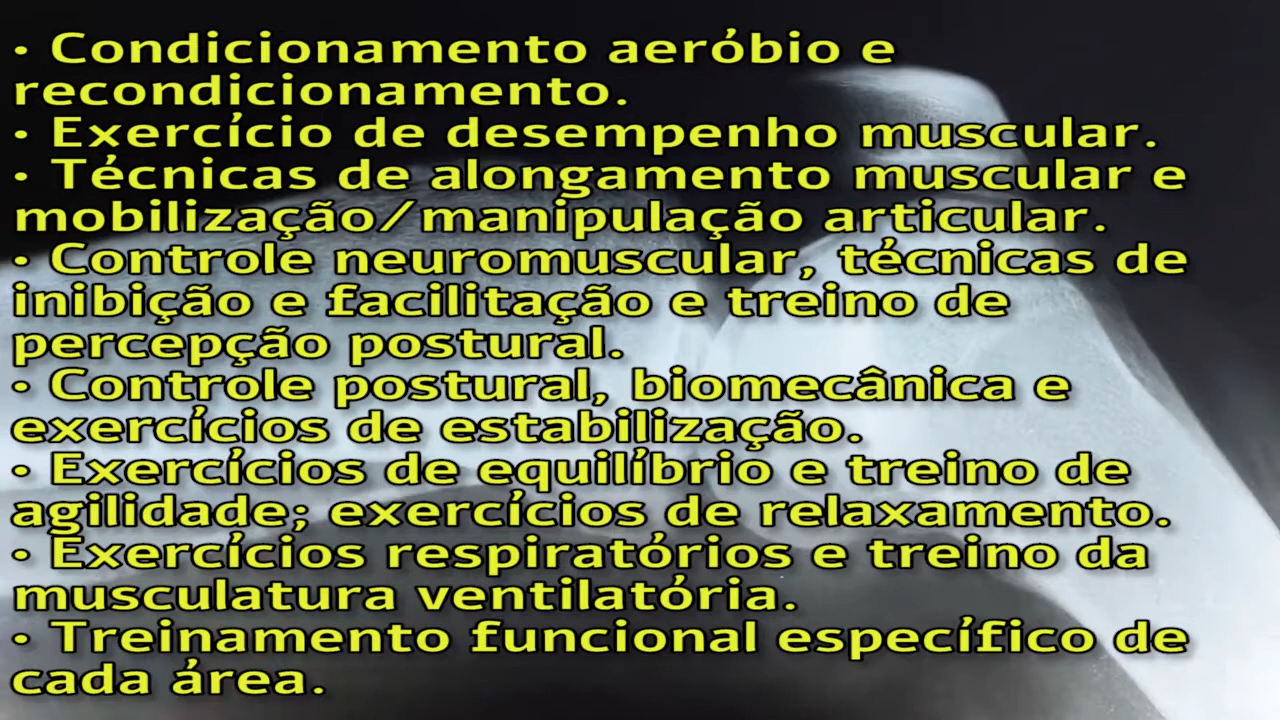 • Condicionamento aeróbio e
recondicionamento.
• Exercício de desempenho muscular.
• Técnicas de alongamento muscular e
mobilização/manipulação articular.
• Controle neuromuscular, técnicas de
inibição e facilitação e treino de
percepção postural.
• Controle postural, biomecânica e
exercícios de estabilização.
• Exercícios de equilíbrio e treino de
agilidade; exercícios de relaxamento.
• Exercícios respiratórios e treino da
musculatura ventilatória.
• Treinamento funcional específico de
cada área.